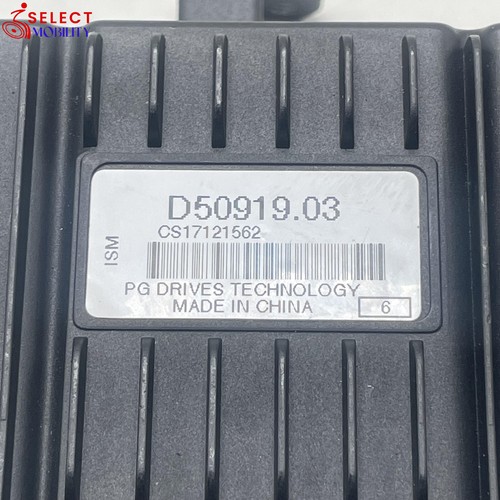 SELECT
MOBILITY
D50919.03
CS17121562
ISM
PG DRIVES TECHNOLOGY
MADE IN CHINA
6